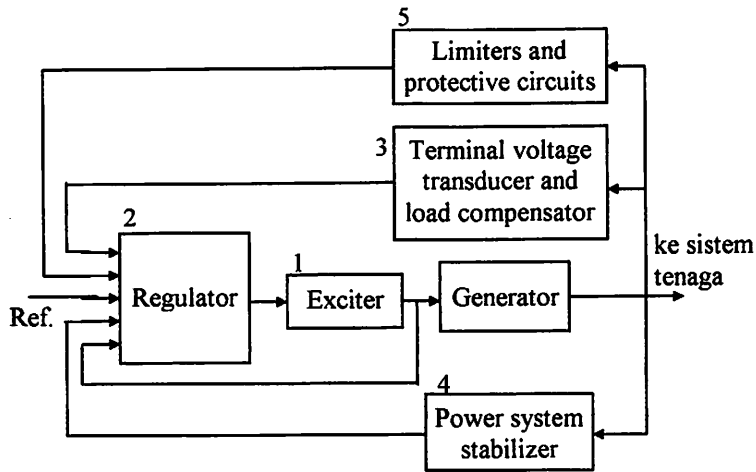 5
Limiters and
protective circuits
3
Terminal voltage
transducer and
load compensator
2
Regulator
1
Exciter
Generator
ke sistem
tenaga
Ref.
4
Power system
stabilizer